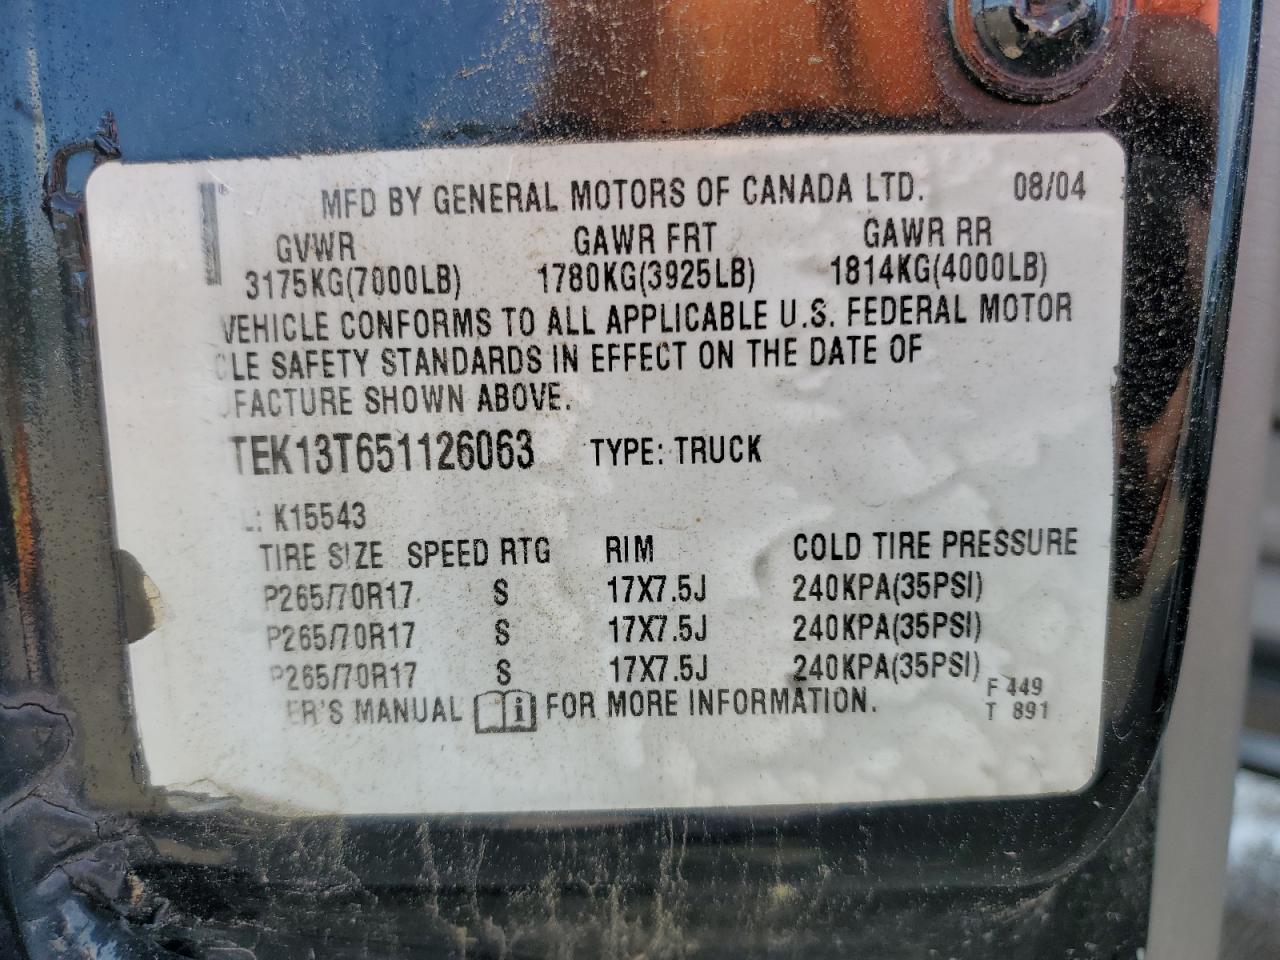 MFD BY GENERAL MOTORS OF CANADA LTD. 08/04
GVWR GAWR FRT GAWR RR
3175KG(7000LB) 1780KG(3925LB) 1814KG(4000LB)
VEHICLE CONFORMS TO ALL APPLICABLE U.S. FEDERAL MOTOR
CLE SAFETY STANDARDS IN EFFECT ON THE DATE OF
FACTURE SHOWN ABOVE.
TEK13T651126063 TYPE: TRUCK
: K15543
TIRE SIZE SPEED RTG RIM COLD TIRE PRESSURE
P265/70R17 S 17X7.5J 240KPA(35PSI)
P265/70R17 S 17X7.5J 240KPA(35PSI)
P265/70R17 S 17X7.5J 240KPA(35PSI)
ER'S MANUAL i FOR MORE INFORMATION.
F 449
T 891